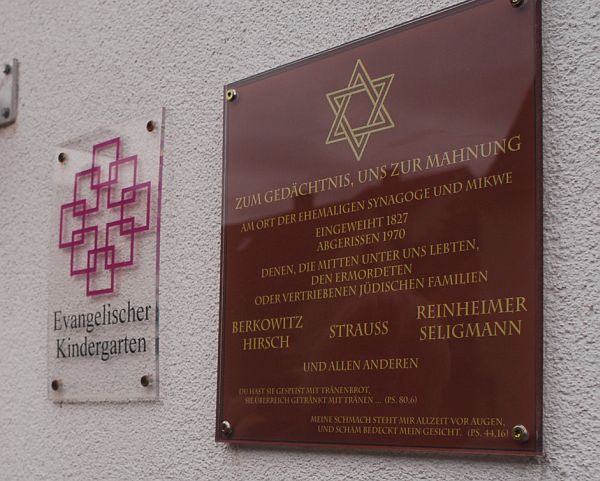 Evangelischer
Kindergarten
ZUM GEDÄCHTNIS, UNS ZUR MAHNUNG
AM ORT DER EHEMALIGEN SYNAGOGE UND MIKWE
EINGEWEIHT 1827
ABGERISSEN 1970
DENEN, DIE MITTEN UNTER UNS LEBTEN,
DEN ERMORDETEN
ODER VERTRIEBENEN JÜDISCHEN FAMILIEN
BERKOWITZ STRAUSS REINHEIMER
HIRSCH SELIGMANN
UND ALLEN ANDEREN
DU HAST SIE GESPEIST MIT TRÄNENBROT,
SIE ÜBERREICH GETRÄNKT MIT TRÄNEN ... (PS. 80,6)
MEINE SCHMACH STEHT MIR ALLZEIT VOR AUGEN,
UND SCHAM BEDECKT MEIN GESICHT. (PS. 44,16)